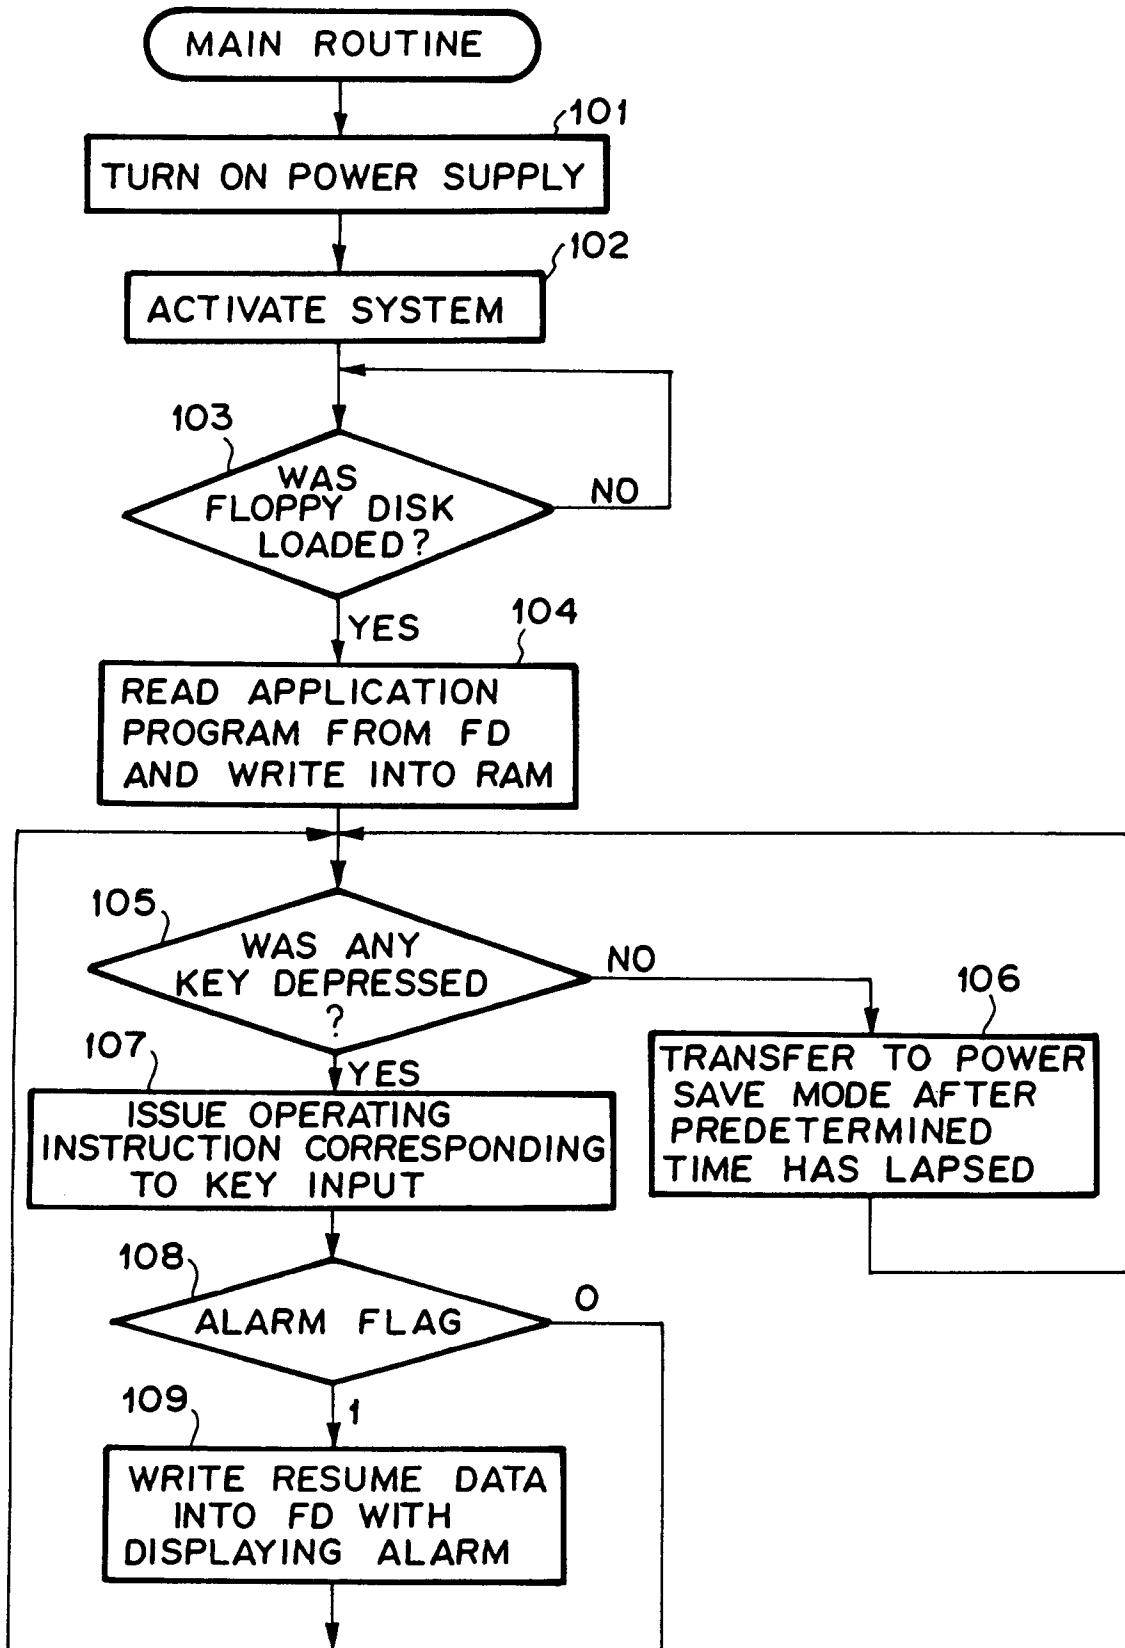 MAIN ROUTINE
101
TURN ON POWER SUPPLY
102
ACTIVATE SYSTEM
103
WAS
FLOPPY DISK
LOADED?
NO
YES
104
READ APPLICATION
PROGRAM FROM FD
AND WRITE INTO RAM
105
WAS ANY
KEY DEPRESSED
?
NO
106
TRANSFER TO POWER
SAVE MODE AFTER
PREDETERMINED
TIME HAS LAPSED
YES
107
ISSUE OPERATING
INSTRUCTION CORRESPONDING
TO KEY INPUT
108
ALARM FLAG
0
1
109
WRITE RESUME DATA
INTO FD WITH
DISPLAYING ALARM